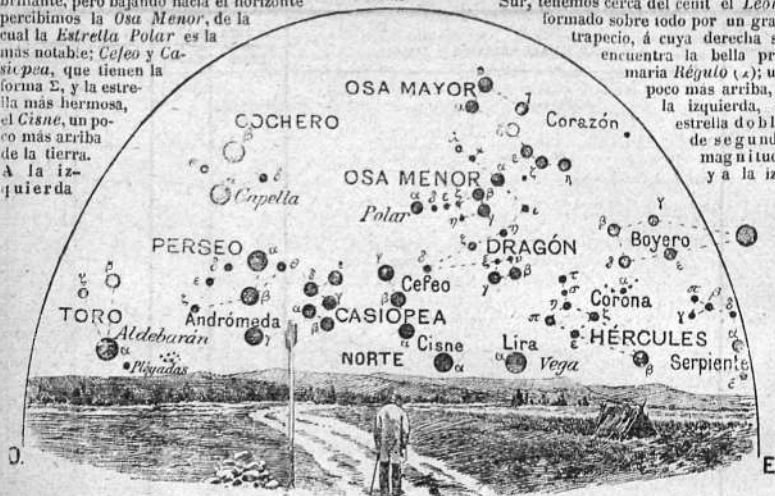 brillante, pero bajando hacia el horizonte
percibimos la Osa Menor, de la
cual la Estrella Polar es la
más notable; Cefeo y Ca-
siopea, que tienen la
forma Σ, y la estre-
lla más hermosa,
el Cisne, un po-
co más arriba
de la tierra.
A la iz-
quierda
Sur, tenemos cerca del cenit el León
formado sobre todo por un gra
trapecio, á cuya derecha s
encuentra la bella pri
maria Régulo (α); u
poco más arriba,
la izquierda,
estrella dobl
de segund
magnitud
y a la iz
OSA MAYOR
COCHERO
Corazón
Capella
OSA MENOR
Polar
PERSEO
DRAGÓN
Boyero
TORO
Aldebarán
Pléyadas
Andrómeda
Cefeo
CASIOPEA
Corona
HÉRCULES
NORTE
Cisne
Lira
Vega
Serpiente
O.
E